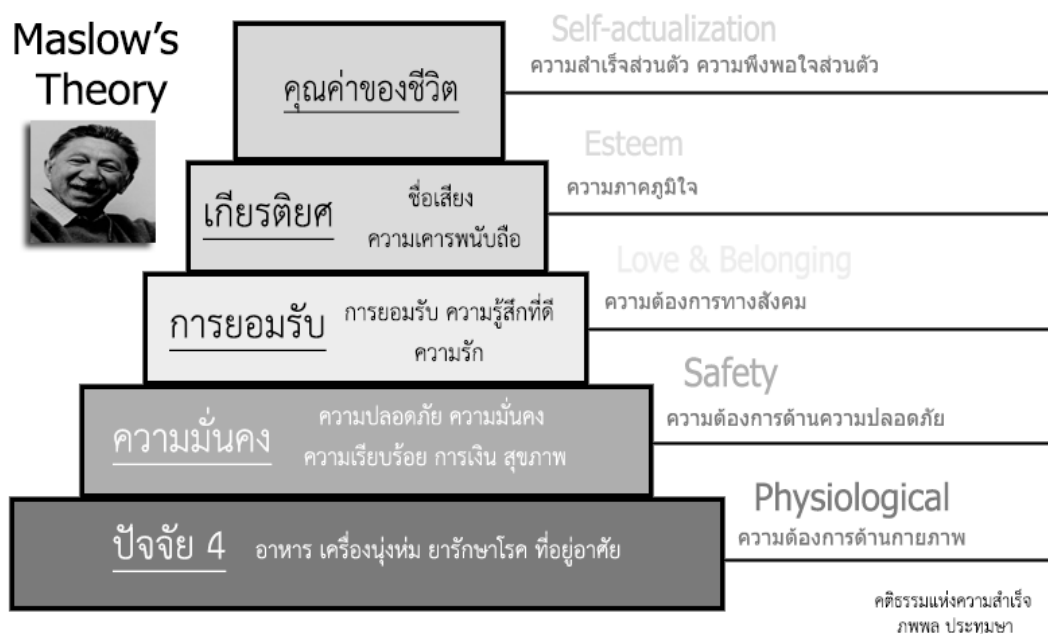 Maslow's
Theory
คุณค่าของชีวิต
Self-actualization
ความสำเร็จส่วนตัว ความพึงพอใจส่วนตัว
เกียรติยศ
ชื่อเสียง
ความเคารพนับถือ
Esteem
ความภาคภูมิใจ
การยอมรับ
การยอมรับ ความรู้สึกที่ดี
ความรัก
Love & Belonging
ความต้องการทางสังคม
ความมั่นคง
ความปลอดภัย ความมั่นคง
ความเรียบร้อย การเงิน สุขภาพ
Safety
ความต้องการด้านความปลอดภัย
ปัจจัย 4
อาหาร เครื่องนุ่งห่ม ยารักษาโรค ที่อยู่อาศัย
Physiological
ความต้องการด้านกายภาพ
คติธรรมแห่งความสำเร็จ
ภพพล ประทุมษา